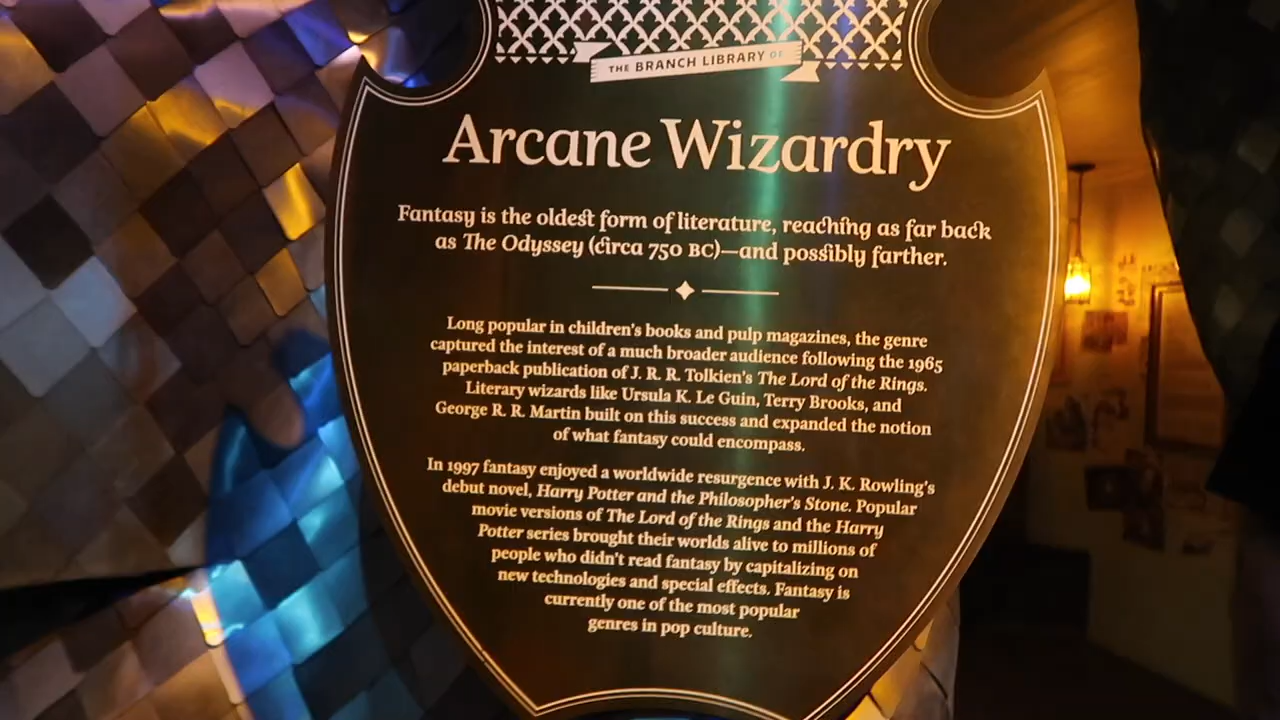 THE BRANCH LIBRARY OF
Arcane Wizardry
Fantasy is the oldest form of literature, reaching as far back
as The Odyssey (circa 750 BC)—and possibly farther.
Long popular in children's books and pulp magazines, the genre
captured the interest of a much broader audience following the 1965
paperback publication of J. R. R. Tolkien's The Lord of the Rings.
Literary wizards like Ursula K. Le Guin, Terry Brooks, and
George R. R. Martin built on this success and expanded the notion
of what fantasy could encompass.
In 1997 fantasy enjoyed a worldwide resurgence with J. K. Rowling's
debut novel, Harry Potter and the Philosopher's Stone. Popular
movie versions of The Lord of the Rings and the Harry
Potter series brought their worlds alive to millions of
people who didn't read fantasy by capitalizing on
new technologies and special effects. Fantasy is
currently one of the most popular
genres in pop culture.